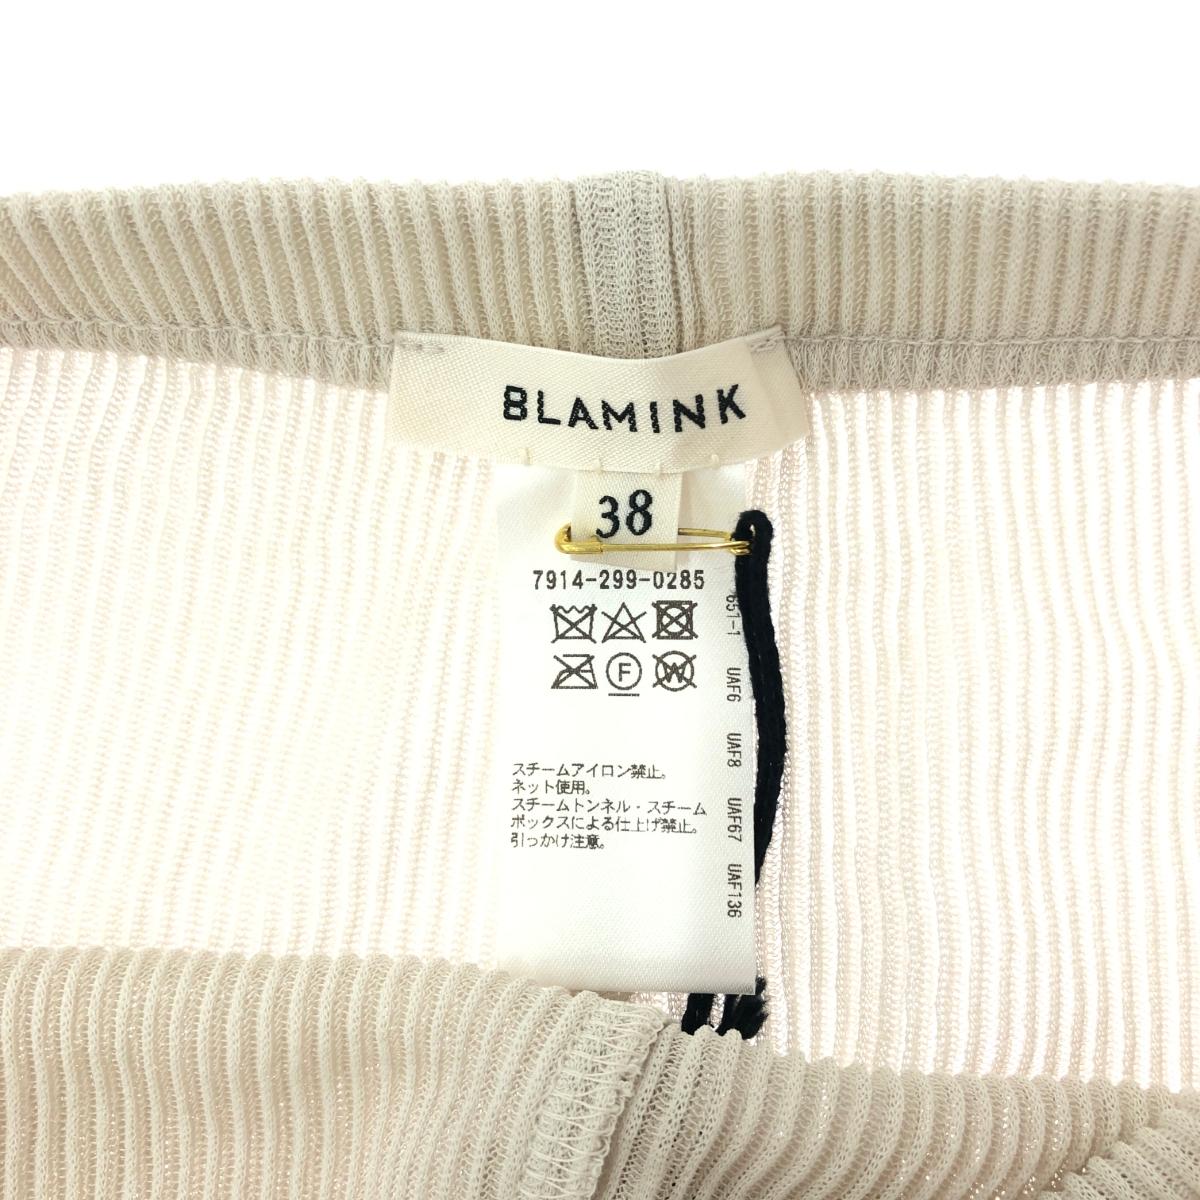 BLAMINK
38
7914-299-0285
F
W
スチームアイロン禁止。
ネット使用。
スチームトンネル・スチーム
ボックスによる仕上げ禁止。
引っかけ注意。
651-1 UAF6 UAF8 UAF67 UAF136